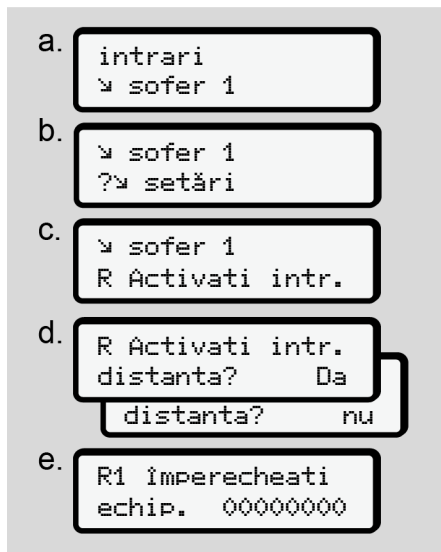 a.
intrari
↘ sofer 1
b.
↘ sofer 1
?↘ setări
c.
↘ sofer 1
R Activati intr.
d.
R Activati intr.
distanta? Da
distanta? nu
e.
R1 împerecheati
echip. 00000000